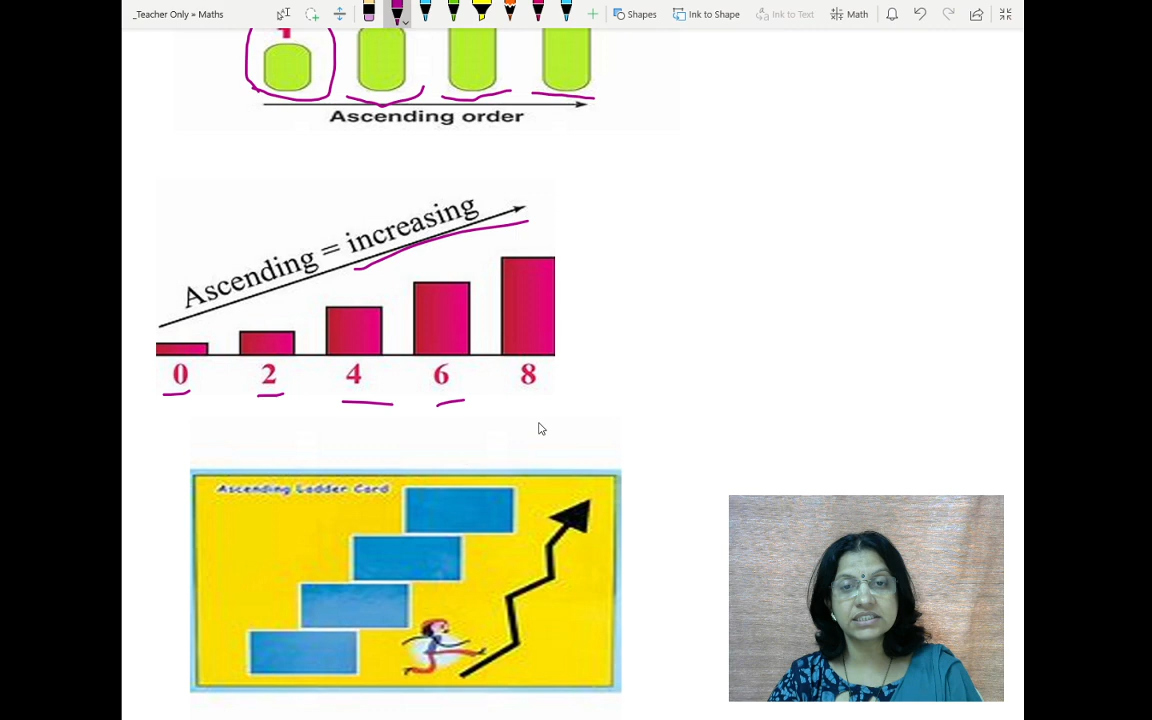 _Teacher Only » Maths
Shapes
Ink to Shape
Ink to Text
Math
Ascending order
Ascending = increasing
0 2 4 6 8
Ascending Ladder Card